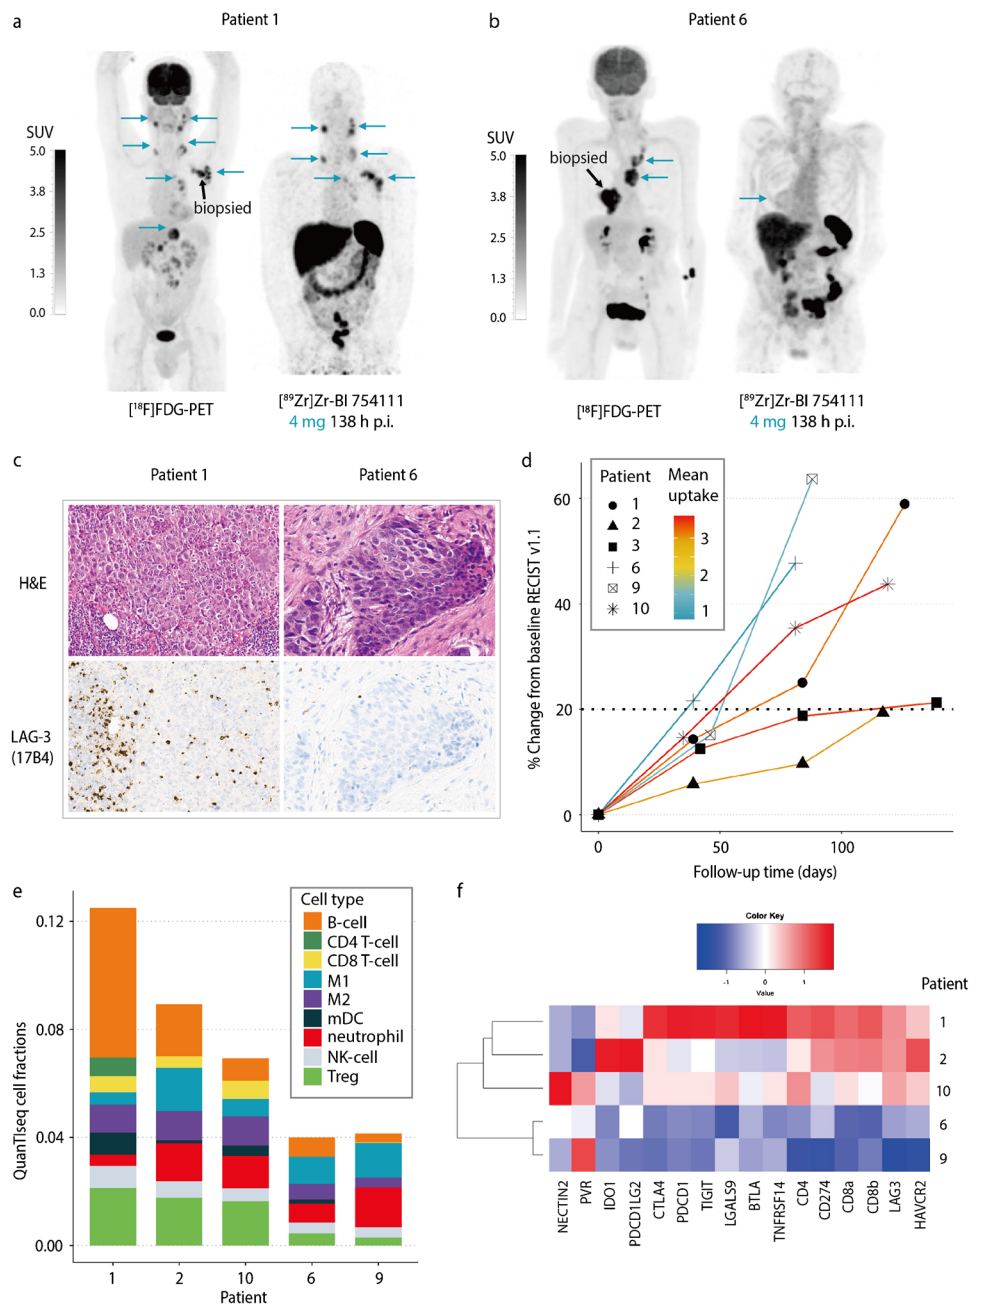 a
Patient 1
b
Patient 6
SUV
5.0
3.8
2.5
1.3
0.0
biopsied
[¹⁸F]FDG-PET
[⁸⁹Zr]Zr-BI 754111
4 mg 138 h p.i.
SUV
5.0
3.8
2.5
1.3
0.0
biopsied
[¹⁸F]FDG-PET
[⁸⁹Zr]Zr-BI 754111
4 mg 138 h p.i.
c
Patient 1
Patient 6
H&E
LAG-3
(17B4)
d
Patient
1
2
3
6
9
10
Mean
uptake
3
2
1
% Change from baseline RECIST v1.1
60
40
20
0
0
50
100
Follow-up time (days)
e
QuanTIseq cell fractions
0.12
0.08
0.04
0.00
Cell type
B-cell
CD4 T-cell
CD8 T-cell
M1
M2
mDC
neutrophil
NK-cell
Treg
1
2
10
6
9
Patient
f
Color Key
-1
0
1
Value
Patient
1
2
10
6
9
NECTIN2
PVR
IDO1
PDCD1LG2
CTLA4
PDCD1
TIGIT
LGALS9
BTLA
TNFRSF14
CD4
CD274
CD8a
CD8b
LAG3
HAVCR2